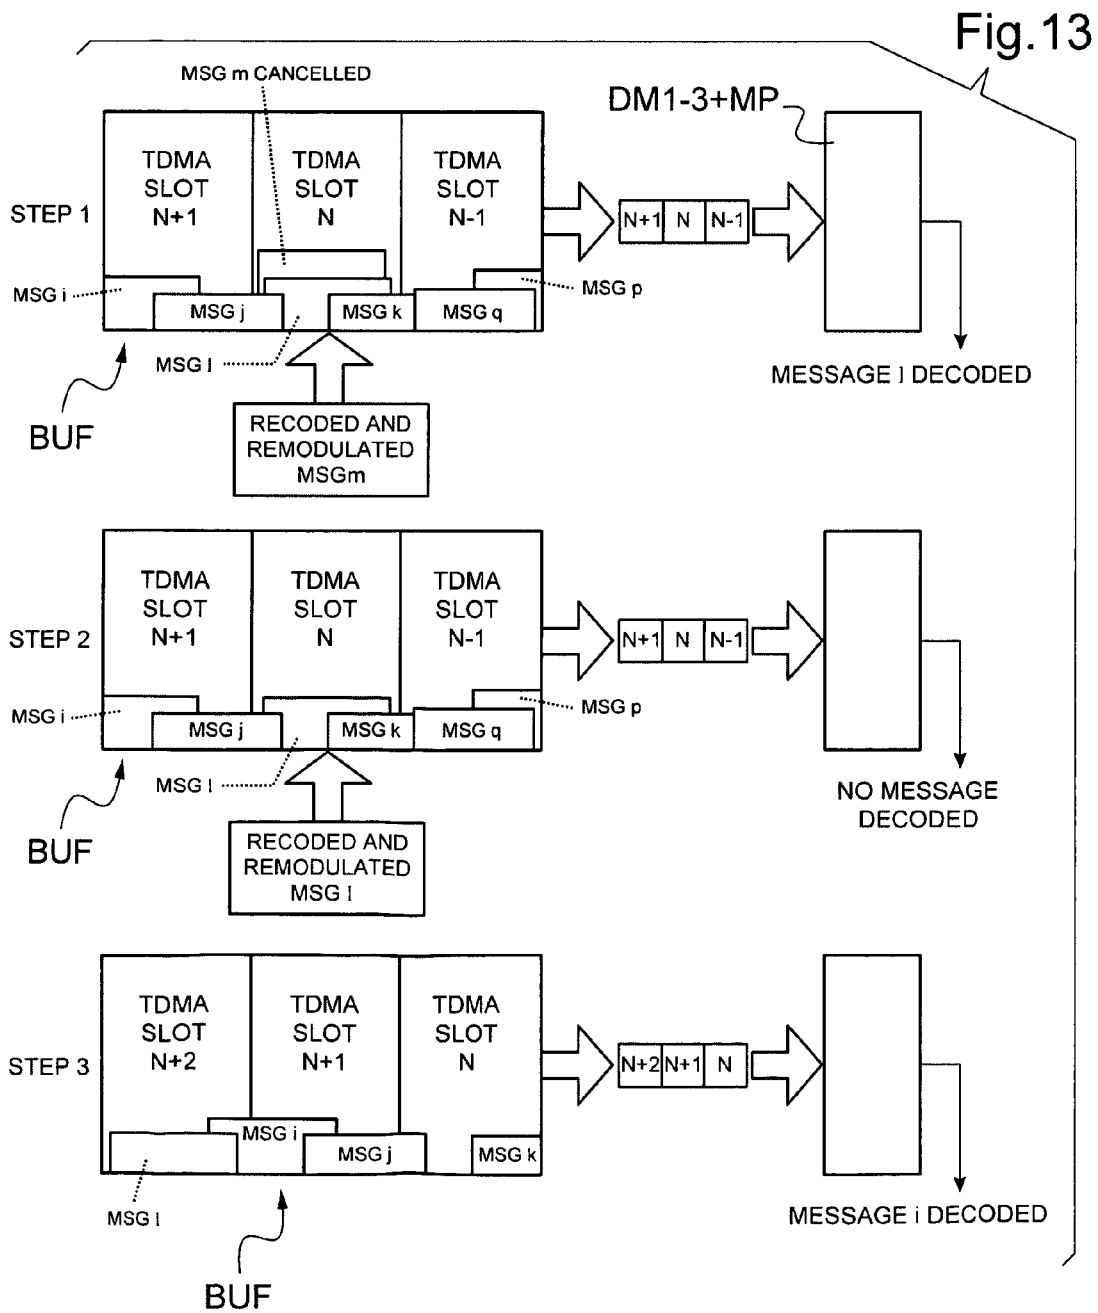 Fig.13
MSG m CANCELLED
DM1-3+MP
TDMA
SLOT
N+1
TDMA
SLOT
N
TDMA
SLOT
N-1
STEP 1
N+1 N N-1
MSG i
MSG j
MSG k
MSG q
MSG p
MSG l
MESSAGE l DECODED
BUF
RECODED AND
REMODULATED
MSGm
TDMA
SLOT
N+1
TDMA
SLOT
N
TDMA
SLOT
N-1
STEP 2
N+1 N N-1
MSG i
MSG j
MSG k
MSG q
MSG p
MSG l
NO MESSAGE
DECODED
BUF
RECODED AND
REMODULATED
MSG l
TDMA
SLOT
N+2
TDMA
SLOT
N+1
TDMA
SLOT
N
STEP 3
N+2 N+1 N
MSG i
MSG j
MSG k
MSG l
MESSAGE i DECODED
BUF